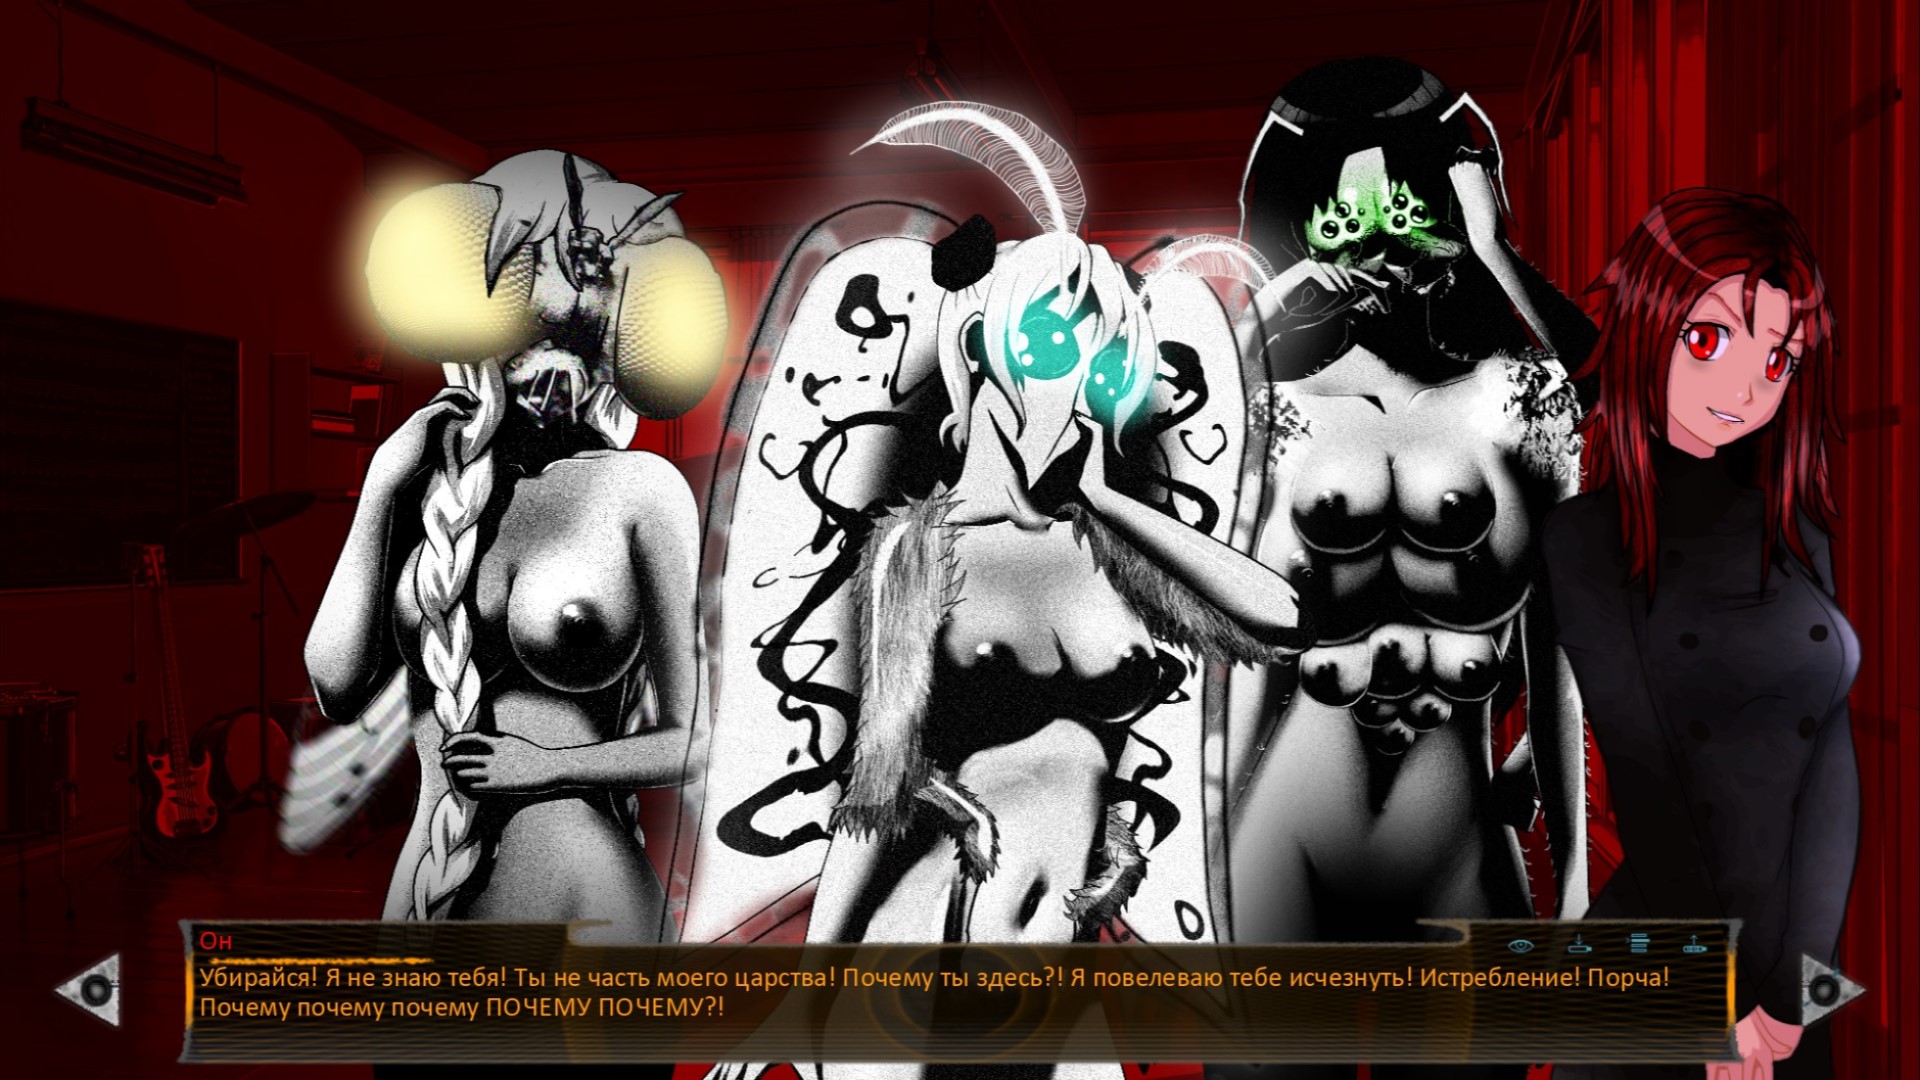 Он
Убирайся! Я не знаю тебя! Ты не часть моего царства! Почему ты здесь?! Я повелеваю тебе исчезнуть! Истребление! Порча!
Почему почему почему ПОЧЕМУ ПОЧЕМУ?!